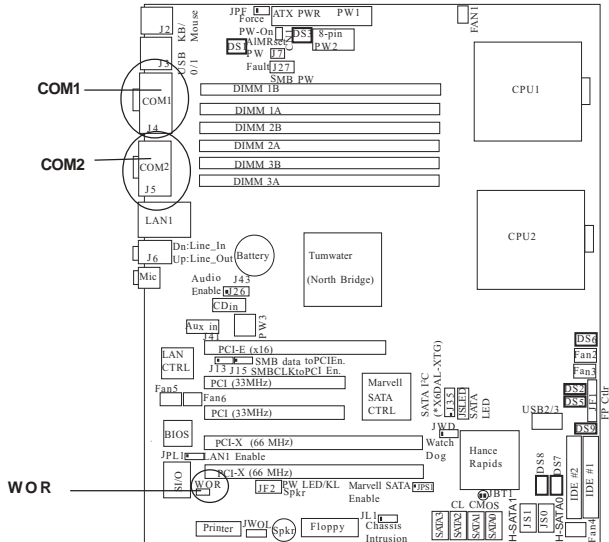 JPF
Force
PW-On
ATX PWR
PW1
FAN1
J2
KB/
Mouse
USB
0/1
J3
DS1
AlMRset
PW
J7
CN1
DS3
8-pin
PW2
Fault
J27
SMB PW
COM1
COM1
J4
COM2
COM2
J5
DIMM 1B
DIMM 1A
DIMM 2B
DIMM 2A
DIMM 3B
DIMM 3A
CPU1
CPU2
LAN1
J6
Dn:Line_In
Up:Line_Out
Battery
Tumwater
(North Bridge)
Mic
Audio
Enable
J43
J26
CDin
Aux in
J41
PW3
LAN
CTRL
PCI-E (x16)
J13
J15
SMB data toPCIEn.
SMBCLKtoPCI En.
PCI (33MHz)
Fan5
Fan6
PCI (33MHz)
Marvell
SATA
CTRL
SATA I²C
(*X6DAL-XTG)
J35
JSLED
SATA
LED
DS6
Fan2
Fan3
DS2
DS5
JF1
FP Ctlr
USB2/3
DS9
BIOS
PCI-X (66 MHz)
JWD
Watch
Dog
Hance
Rapids
JPL1
LAN1 Enable
PCI-X (66 MHz)
SI/O
WOR
WOR
JF2
PW LED/KL
Spkr
Marvell SATA
Enable
JPS1
JBT1
CL CMOS
DS8
DS7
IDE #2
IDE #1
Printer
JWOL
Spkr
Floppy
JL1
Chassis
Intrusion
SATA3
SATA2
SATA1
SATA0
H-SATA1
JS1
JS0
H-SATA0
Fan4